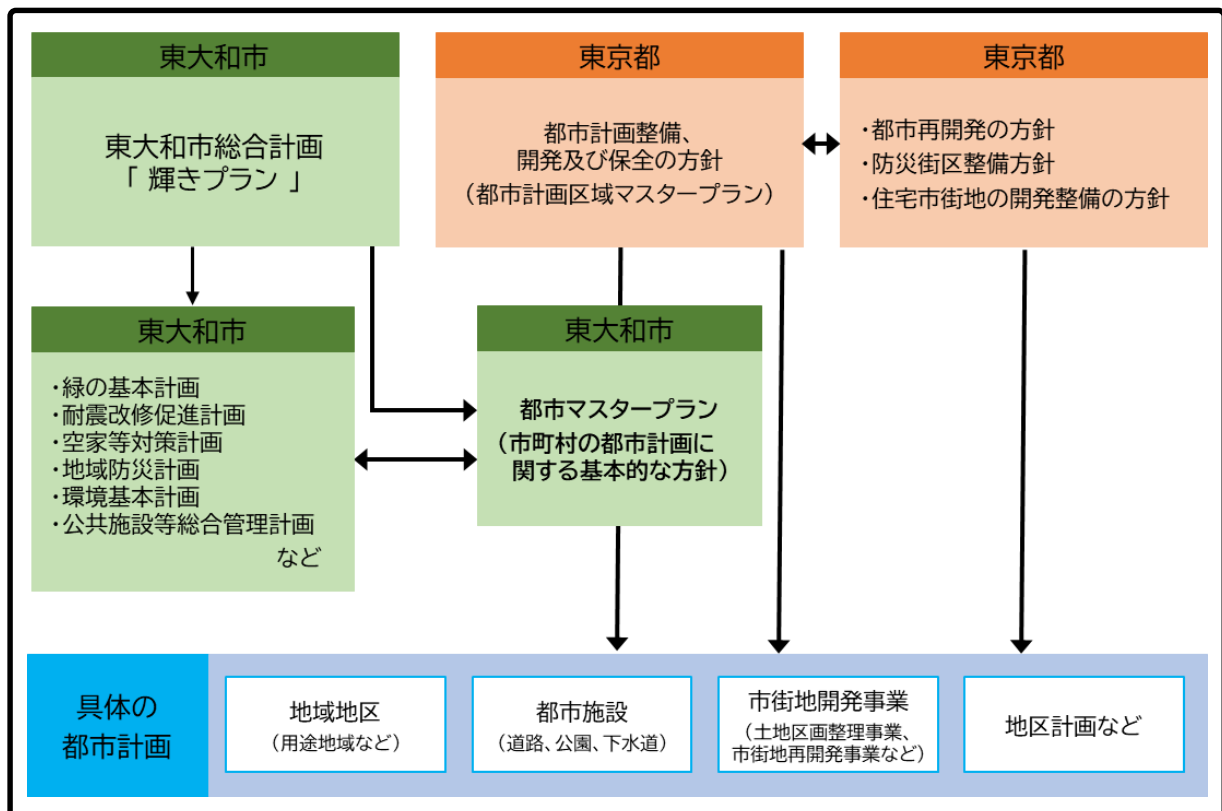 東大和市
東大和市総合計画
「 輝きプラン 」
東京都
都市計画整備、
開発及び保全の方針
（都市計画区域マスタープラン）
東京都
・都市再開発の方針
・防災街区整備方針
・住宅市街地の開発整備の方針
東大和市
・緑の基本計画
・耐震改修促進計画
・空家等対策計画
・地域防災計画
・環境基本計画
・公共施設等総合管理計画
など
東大和市
都市マスタープラン
（市町村の都市計画に
関する基本的な方針）
具体の
都市計画
地域地区
（用途地域など）
都市施設
（道路、公園、下水道）
市街地開発事業
（土地区画整理事業、
市街地再開発事業など）
地区計画など